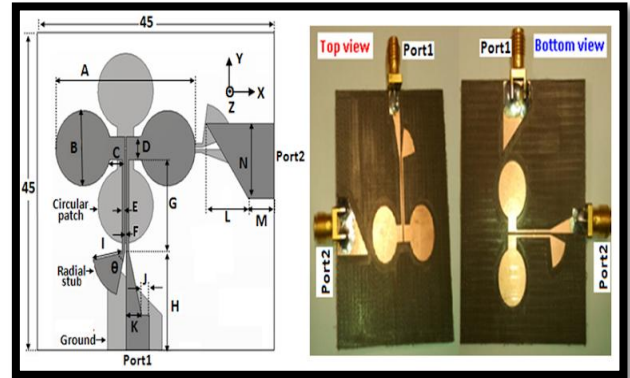 45
A
Y
X
Z
B
C
D
N
Port2
45
Circular
patch
E
G
F
L
M
I
θ
Radial
stub
J
H
K
Ground
Port1
Top view
Port1
Port2
Port1
Bottom view
Port2